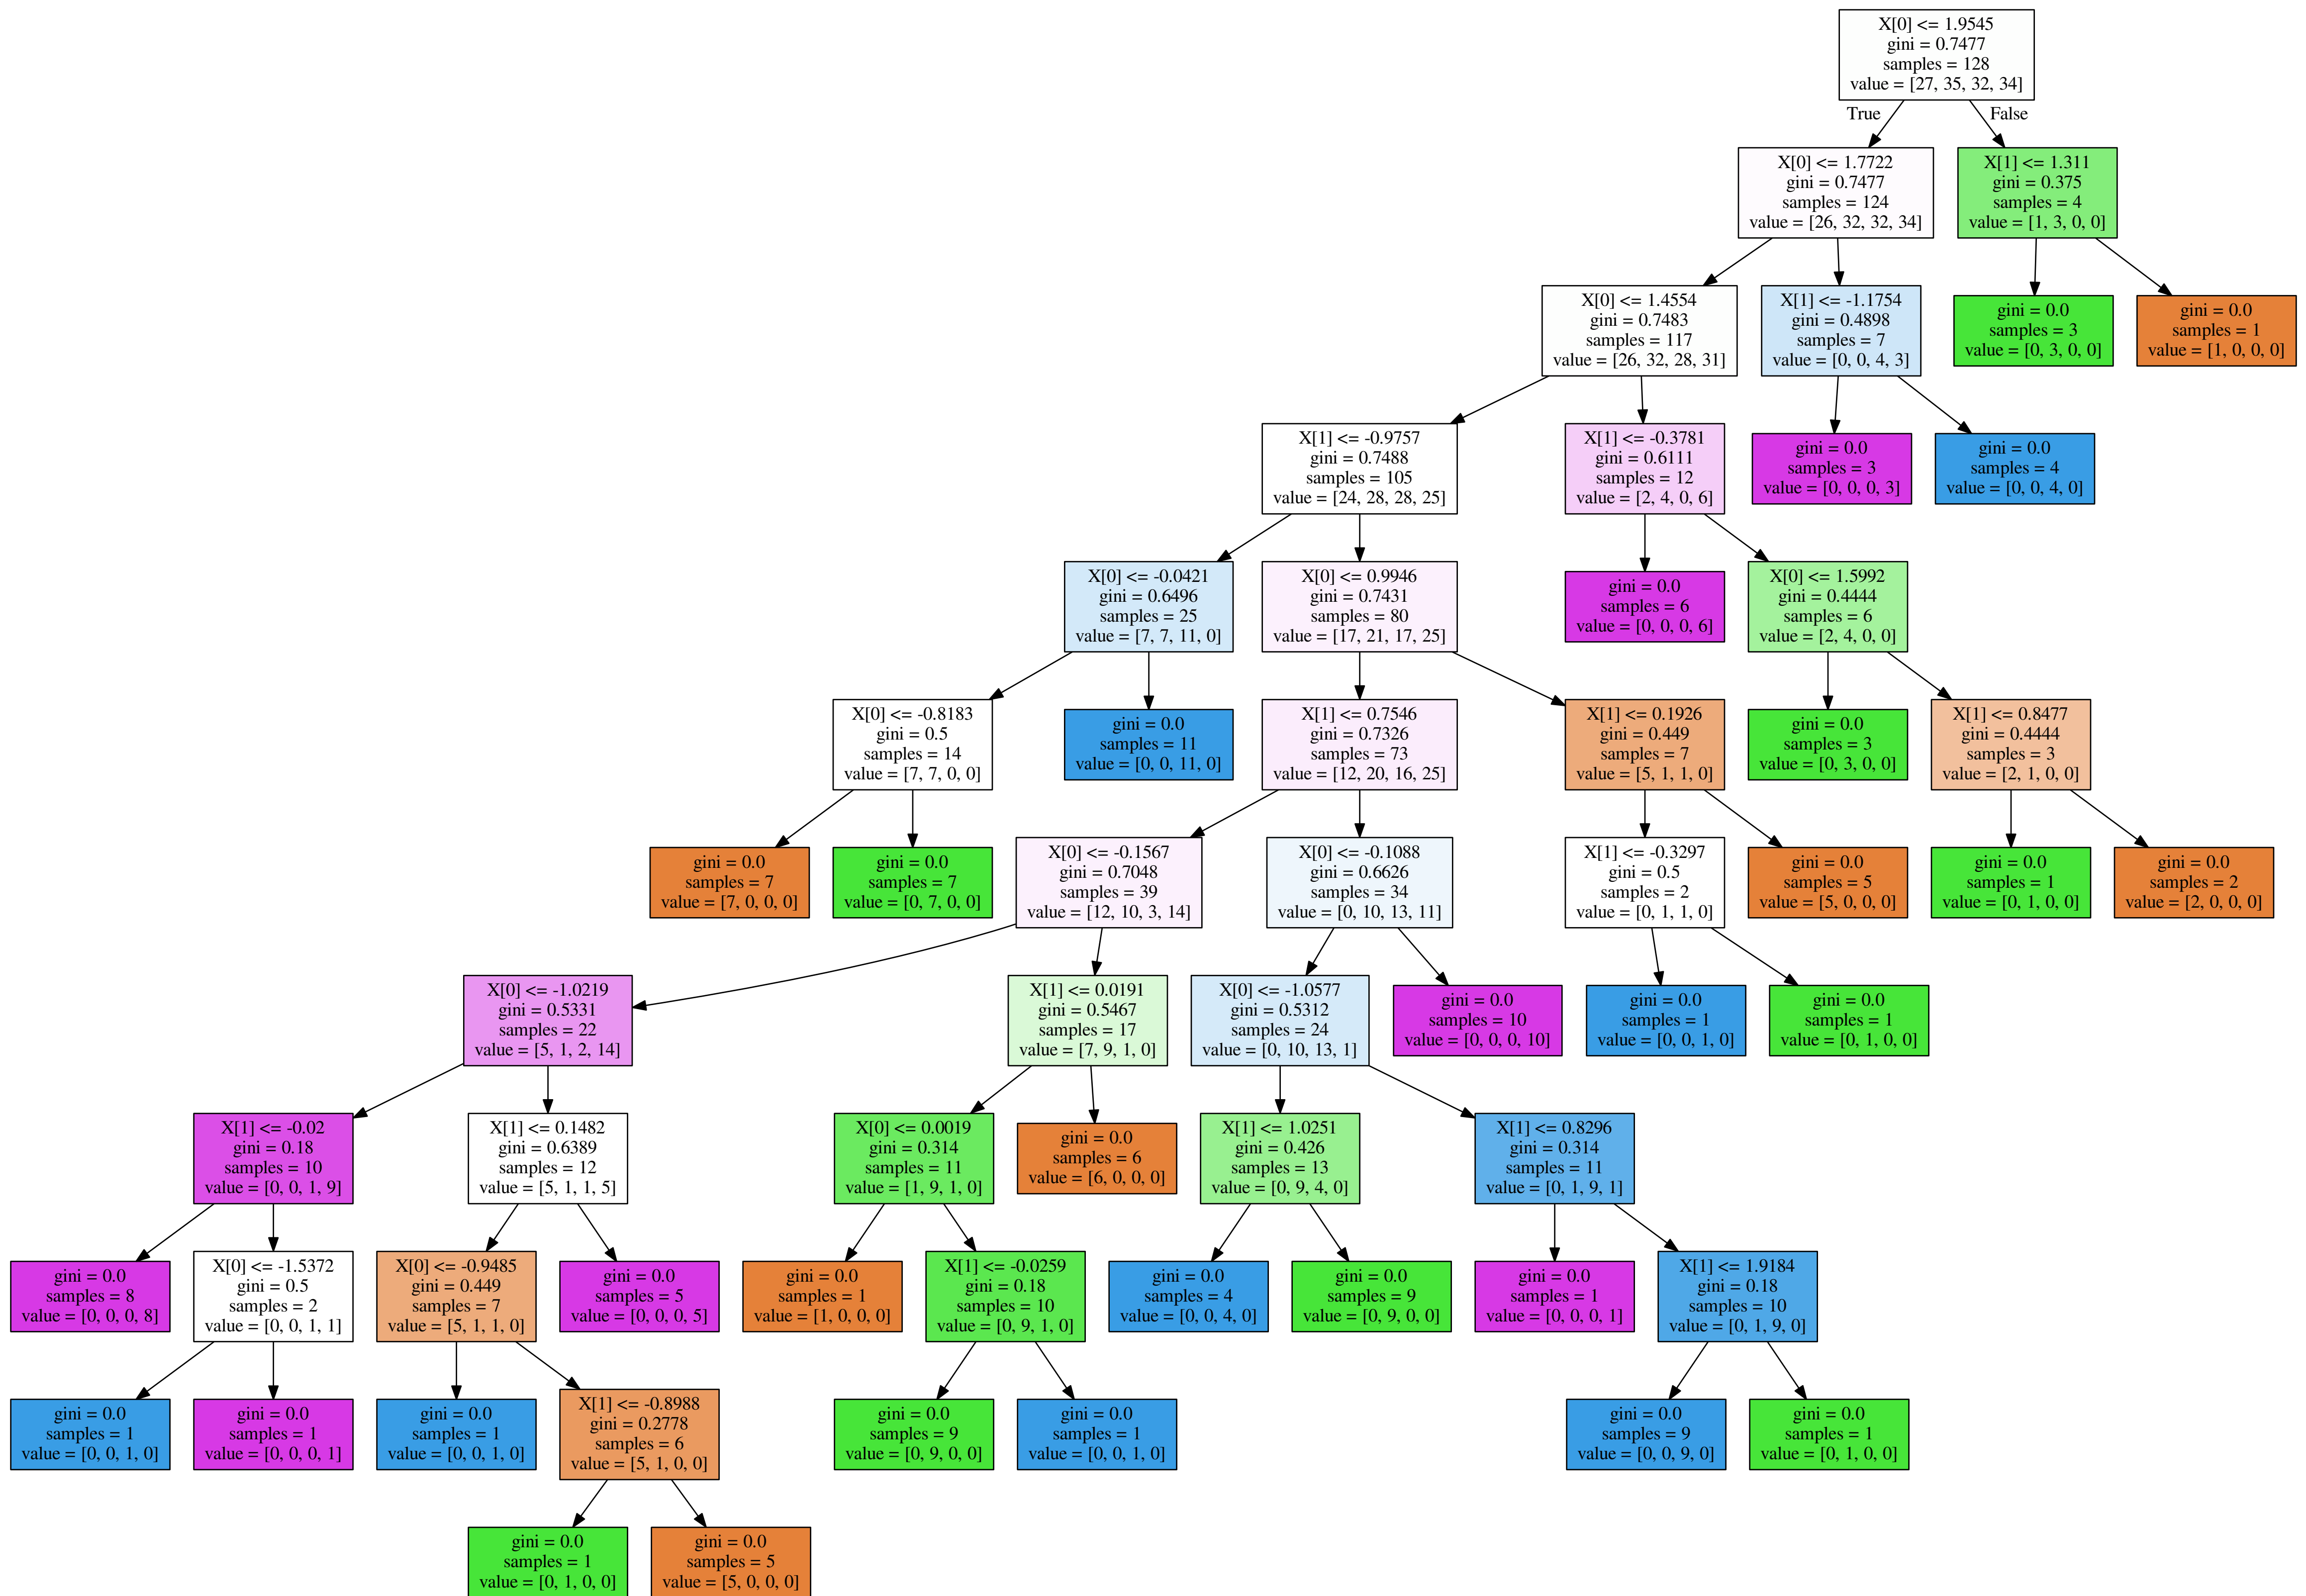 X[0] <= 1.9545
gini = 0.7477
samples = 128
value = [27, 35, 32, 34]
True
False
X[0] <= 1.7722
gini = 0.7477
samples = 124
value = [26, 32, 32, 34]
X[1] <= 1.311
gini = 0.375
samples = 4
value = [1, 3, 0, 0]
X[0] <= 1.4554
gini = 0.7483
samples = 117
value = [26, 32, 28, 31]
X[1] <= -1.1754
gini = 0.4898
samples = 7
value = [0, 0, 4, 3]
gini = 0.0
samples = 3
value = [0, 3, 0, 0]
gini = 0.0
samples = 1
value = [1, 0, 0, 0]
X[1] <= -0.9757
gini = 0.7488
samples = 105
value = [24, 28, 28, 25]
X[1] <= -0.3781
gini = 0.6111
samples = 12
value = [2, 4, 0, 6]
gini = 0.0
samples = 3
value = [0, 0, 0, 3]
gini = 0.0
samples = 4
value = [0, 0, 4, 0]
X[0] <= -0.0421
gini = 0.6496
samples = 25
value = [7, 7, 11, 0]
X[0] <= 0.9946
gini = 0.7431
samples = 80
value = [17, 21, 17, 25]
gini = 0.0
samples = 6
value = [0, 0, 0, 6]
X[0] <= 1.5992
gini = 0.4444
samples = 6
value = [2, 4, 0, 0]
X[0] <= -0.8183
gini = 0.5
samples = 14
value = [7, 7, 0, 0]
gini = 0.0
samples = 11
value = [0, 0, 11, 0]
X[1] <= 0.7546
gini = 0.7326
samples = 73
value = [12, 20, 16, 25]
X[1] <= 0.1926
gini = 0.449
samples = 7
value = [5, 1, 1, 0]
gini = 0.0
samples = 3
value = [0, 3, 0, 0]
X[1] <= 0.8477
gini = 0.4444
samples = 3
value = [2, 1, 0, 0]
gini = 0.0
samples = 7
value = [7, 0, 0, 0]
gini = 0.0
samples = 7
value = [0, 7, 0, 0]
X[0] <= -0.1567
gini = 0.7048
samples = 39
value = [12, 10, 3, 14]
X[0] <= -0.1088
gini = 0.6626
samples = 34
value = [0, 10, 13, 11]
X[1] <= -0.3297
gini = 0.5
samples = 2
value = [0, 1, 1, 0]
gini = 0.0
samples = 5
value = [5, 0, 0, 0]
gini = 0.0
samples = 1
value = [0, 1, 0, 0]
gini = 0.0
samples = 2
value = [2, 0, 0, 0]
X[0] <= -1.0219
gini = 0.5331
samples = 22
value = [5, 1, 2, 14]
X[1] <= 0.0191
gini = 0.5467
samples = 17
value = [7, 9, 1, 0]
X[0] <= -1.0577
gini = 0.5312
samples = 24
value = [0, 10, 13, 1]
gini = 0.0
samples = 10
value = [0, 0, 0, 10]
gini = 0.0
samples = 1
value = [0, 0, 1, 0]
gini = 0.0
samples = 1
value = [0, 1, 0, 0]
X[1] <= -0.02
gini = 0.18
samples = 10
value = [0, 0, 1, 9]
X[1] <= 0.1482
gini = 0.6389
samples = 12
value = [5, 1, 1, 5]
X[0] <= 0.0019
gini = 0.314
samples = 11
value = [1, 9, 1, 0]
gini = 0.0
samples = 6
value = [6, 0, 0, 0]
X[1] <= 1.0251
gini = 0.426
samples = 13
value = [0, 9, 4, 0]
X[1] <= 0.8296
gini = 0.314
samples = 11
value = [0, 1, 9, 1]
gini = 0.0
samples = 8
value = [0, 0, 0, 8]
X[0] <= -1.5372
gini = 0.5
samples = 2
value = [0, 0, 1, 1]
X[0] <= -0.9485
gini = 0.449
samples = 7
value = [5, 1, 1, 0]
gini = 0.0
samples = 5
value = [0, 0, 0, 5]
gini = 0.0
samples = 1
value = [1, 0, 0, 0]
X[1] <= -0.0259
gini = 0.18
samples = 10
value = [0, 9, 1, 0]
gini = 0.0
samples = 4
value = [0, 0, 4, 0]
gini = 0.0
samples = 9
value = [0, 9, 0, 0]
gini = 0.0
samples = 1
value = [0, 0, 0, 1]
X[1] <= 1.9184
gini = 0.18
samples = 10
value = [0, 1, 9, 0]
gini = 0.0
samples = 1
value = [0, 0, 1, 0]
gini = 0.0
samples = 1
value = [0, 0, 0, 1]
gini = 0.0
samples = 1
value = [0, 0, 1, 0]
X[1] <= -0.8988
gini = 0.2778
samples = 6
value = [5, 1, 0, 0]
gini = 0.0
samples = 9
value = [0, 9, 0, 0]
gini = 0.0
samples = 1
value = [0, 0, 1, 0]
gini = 0.0
samples = 9
value = [0, 0, 9, 0]
gini = 0.0
samples = 1
value = [0, 1, 0, 0]
gini = 0.0
samples = 1
value = [0, 1, 0, 0]
gini = 0.0
samples = 5
value = [5, 0, 0, 0]